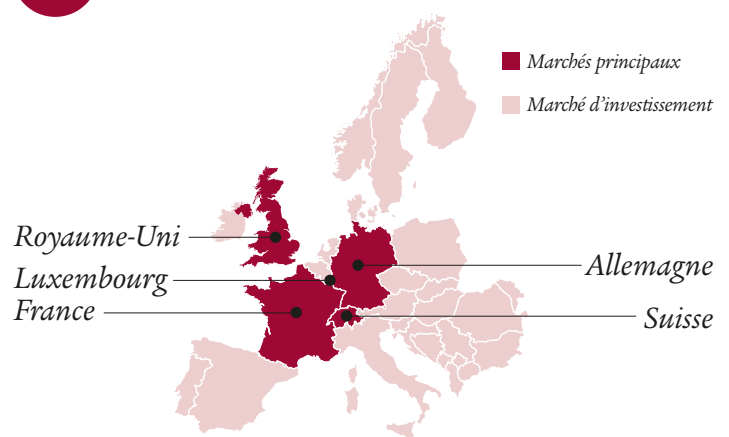 Marchés principaux
Marché d'investissement
Royaume-Uni
Luxembourg
France
Allemagne
Suisse